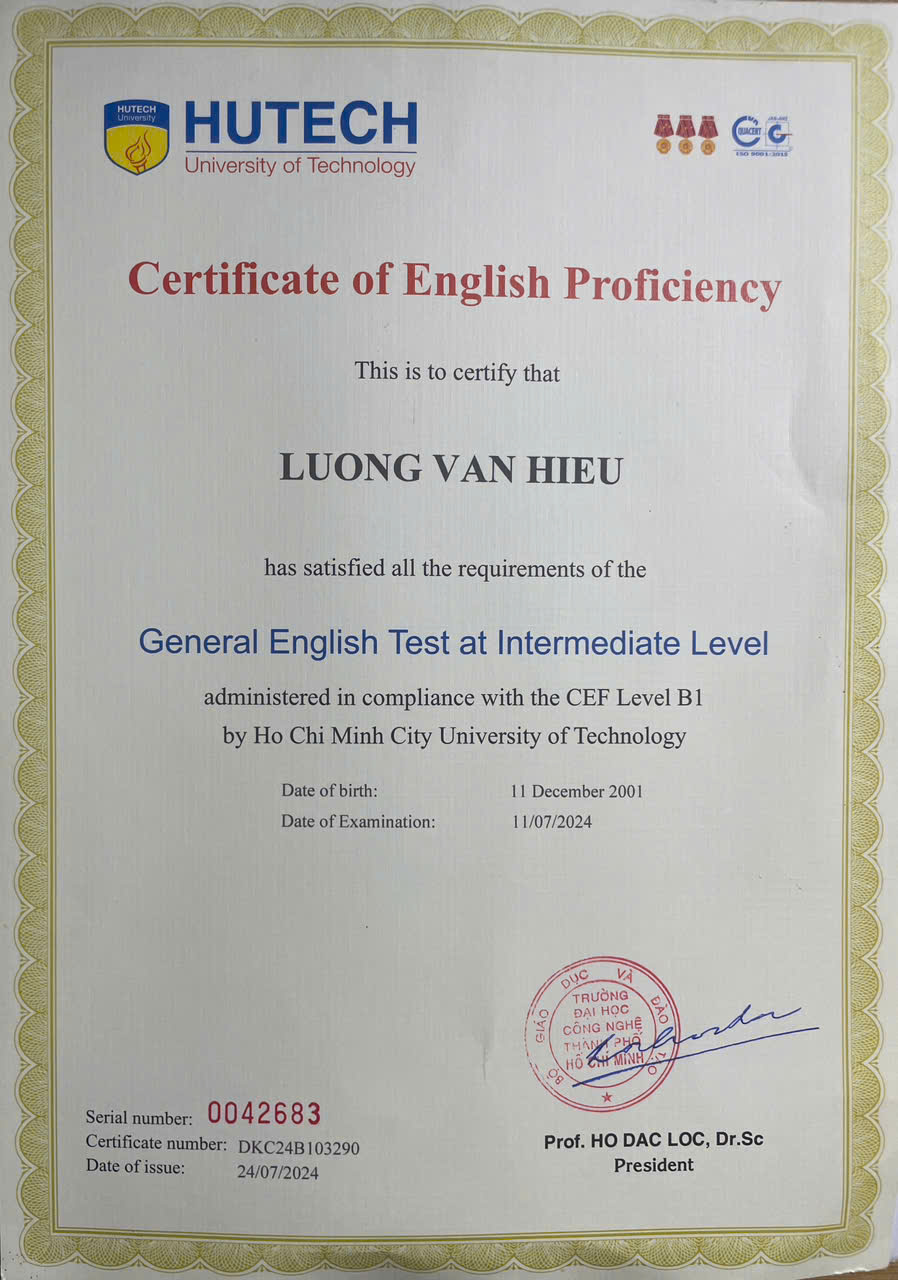 HUTECH
University
HUTECH
University of Technology
QUACERT
JAS-ANZ
ISO 9001:2015
Certificate of English Proficiency
This is to certify that
LUONG VAN HIEU
has satisfied all the requirements of the
General English Test at Intermediate Level
administered in compliance with the CEF Level B1
by Ho Chi Minh City University of Technology
Date of birth: 11 December 2001
Date of Examination: 11/07/2024
BỘ GIÁO DỤC VÀ ĐÀO TẠO
TRƯỜNG
ĐẠI HỌC
CÔNG NGHỆ
THÀNH PHỐ
HỒ CHÍ MINH
Serial number: 0042683
Certificate number: DKC24B103290
Date of issue: 24/07/2024
Prof. HO DAC LOC, Dr.Sc
President